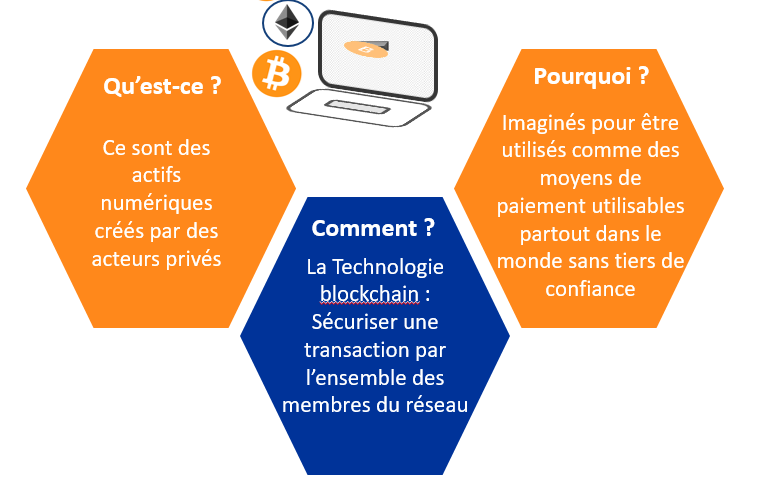 Qu’est-ce ?
Ce sont des
actifs
numériques
créés par des
acteurs privés
Comment ?
La Technologie
blockchain :
Sécuriser une
transaction par
l’ensemble des
membres du réseau
Pourquoi ?
Imaginés pour être
utilisés comme des
moyens de
paiement utilisables
partout dans le
monde sans tiers de
confiance